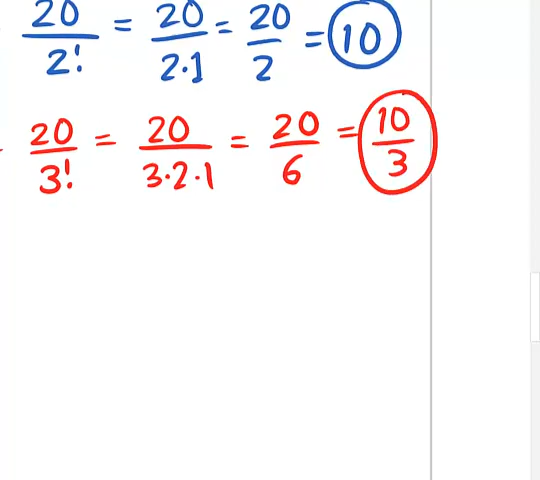 20/2! = 20/2·1 = 20/2 = 10
20/3! = 20/3·2·1 = 20/6 = 10/3